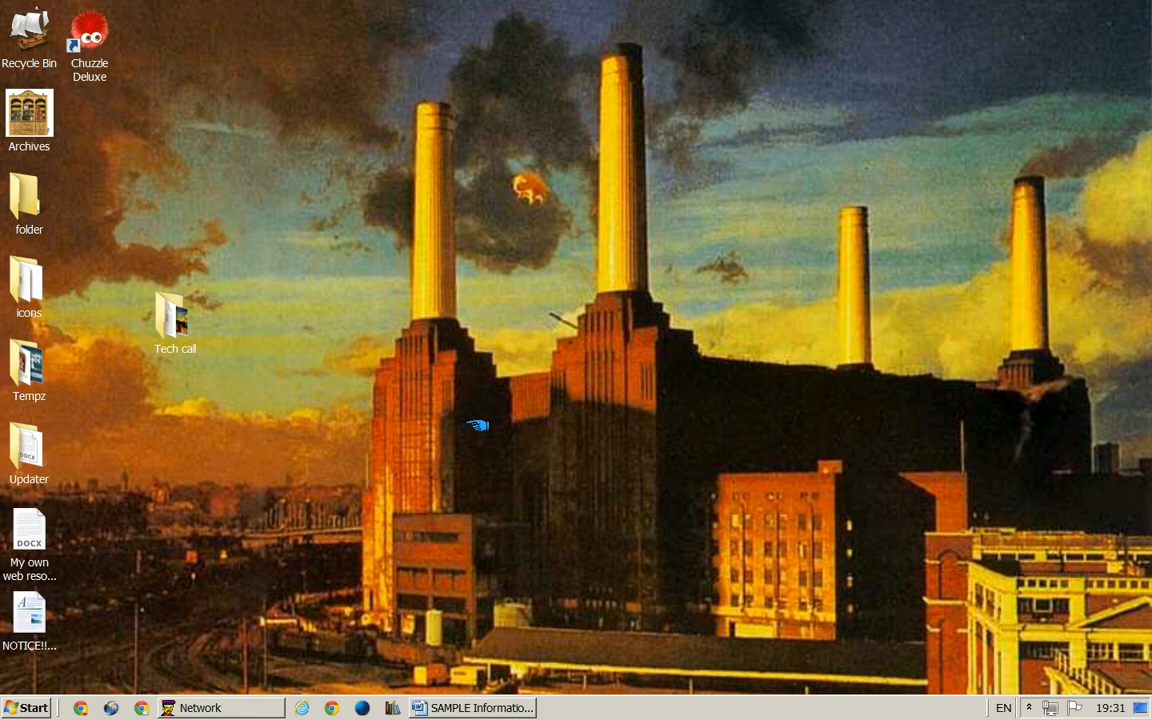 Recycle Bin
Chuzzle
Deluxe
Archives
folder
icons
Tech call
Tempz
DOCX
Updater
DOCX
My own
web reso...
A
NOTICE!!...
Start
Network
SAMPLE Informatio...
EN
19:31